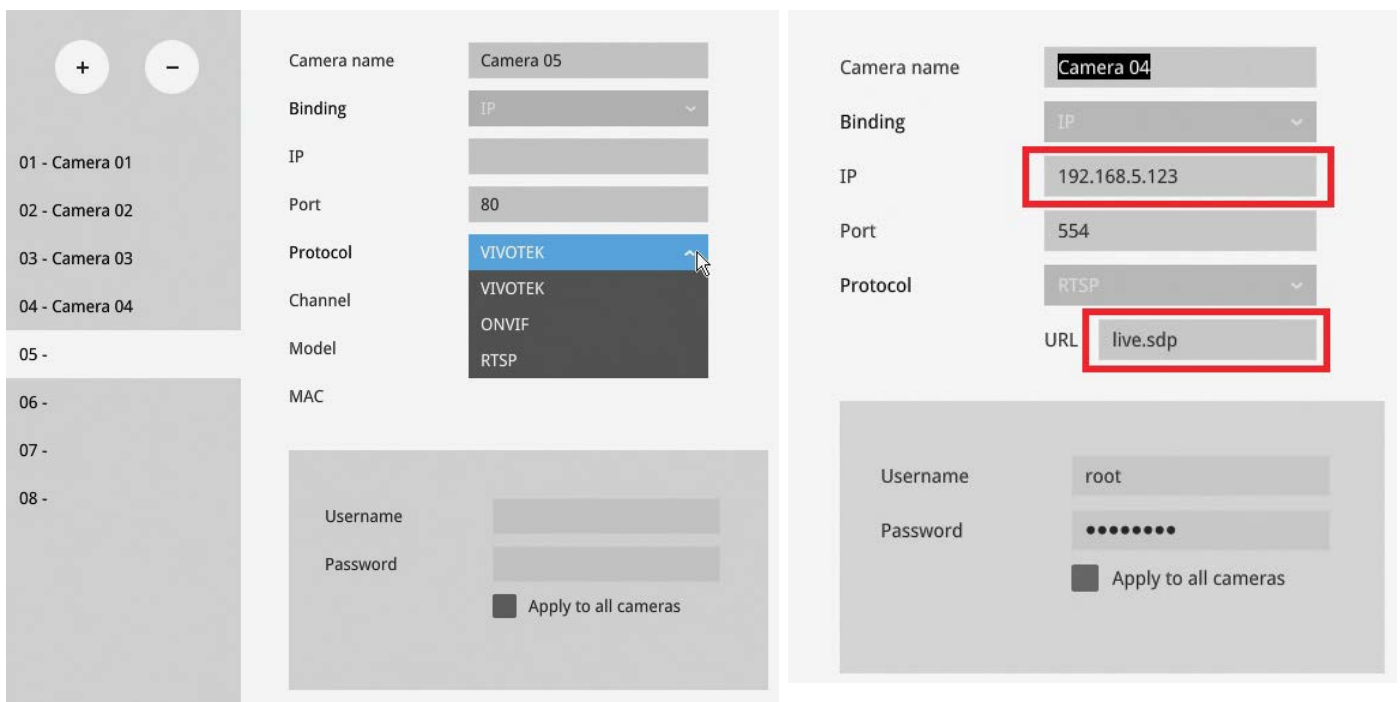 + −
01 - Camera 01
02 - Camera 02
03 - Camera 03
04 - Camera 04
05 -
06 -
07 -
08 -
Camera name Camera 05
Binding IP
IP
Port 80
Protocol VIVOTEK
Channel VIVOTEK
ONVIF
Model RTSP
MAC
Username
Password
Apply to all cameras
Camera name Camera 04
Binding IP
IP 192.168.5.123
Port 554
Protocol RTSP
URL live.sdp
Username root
Password ●●●●●●●●
Apply to all cameras